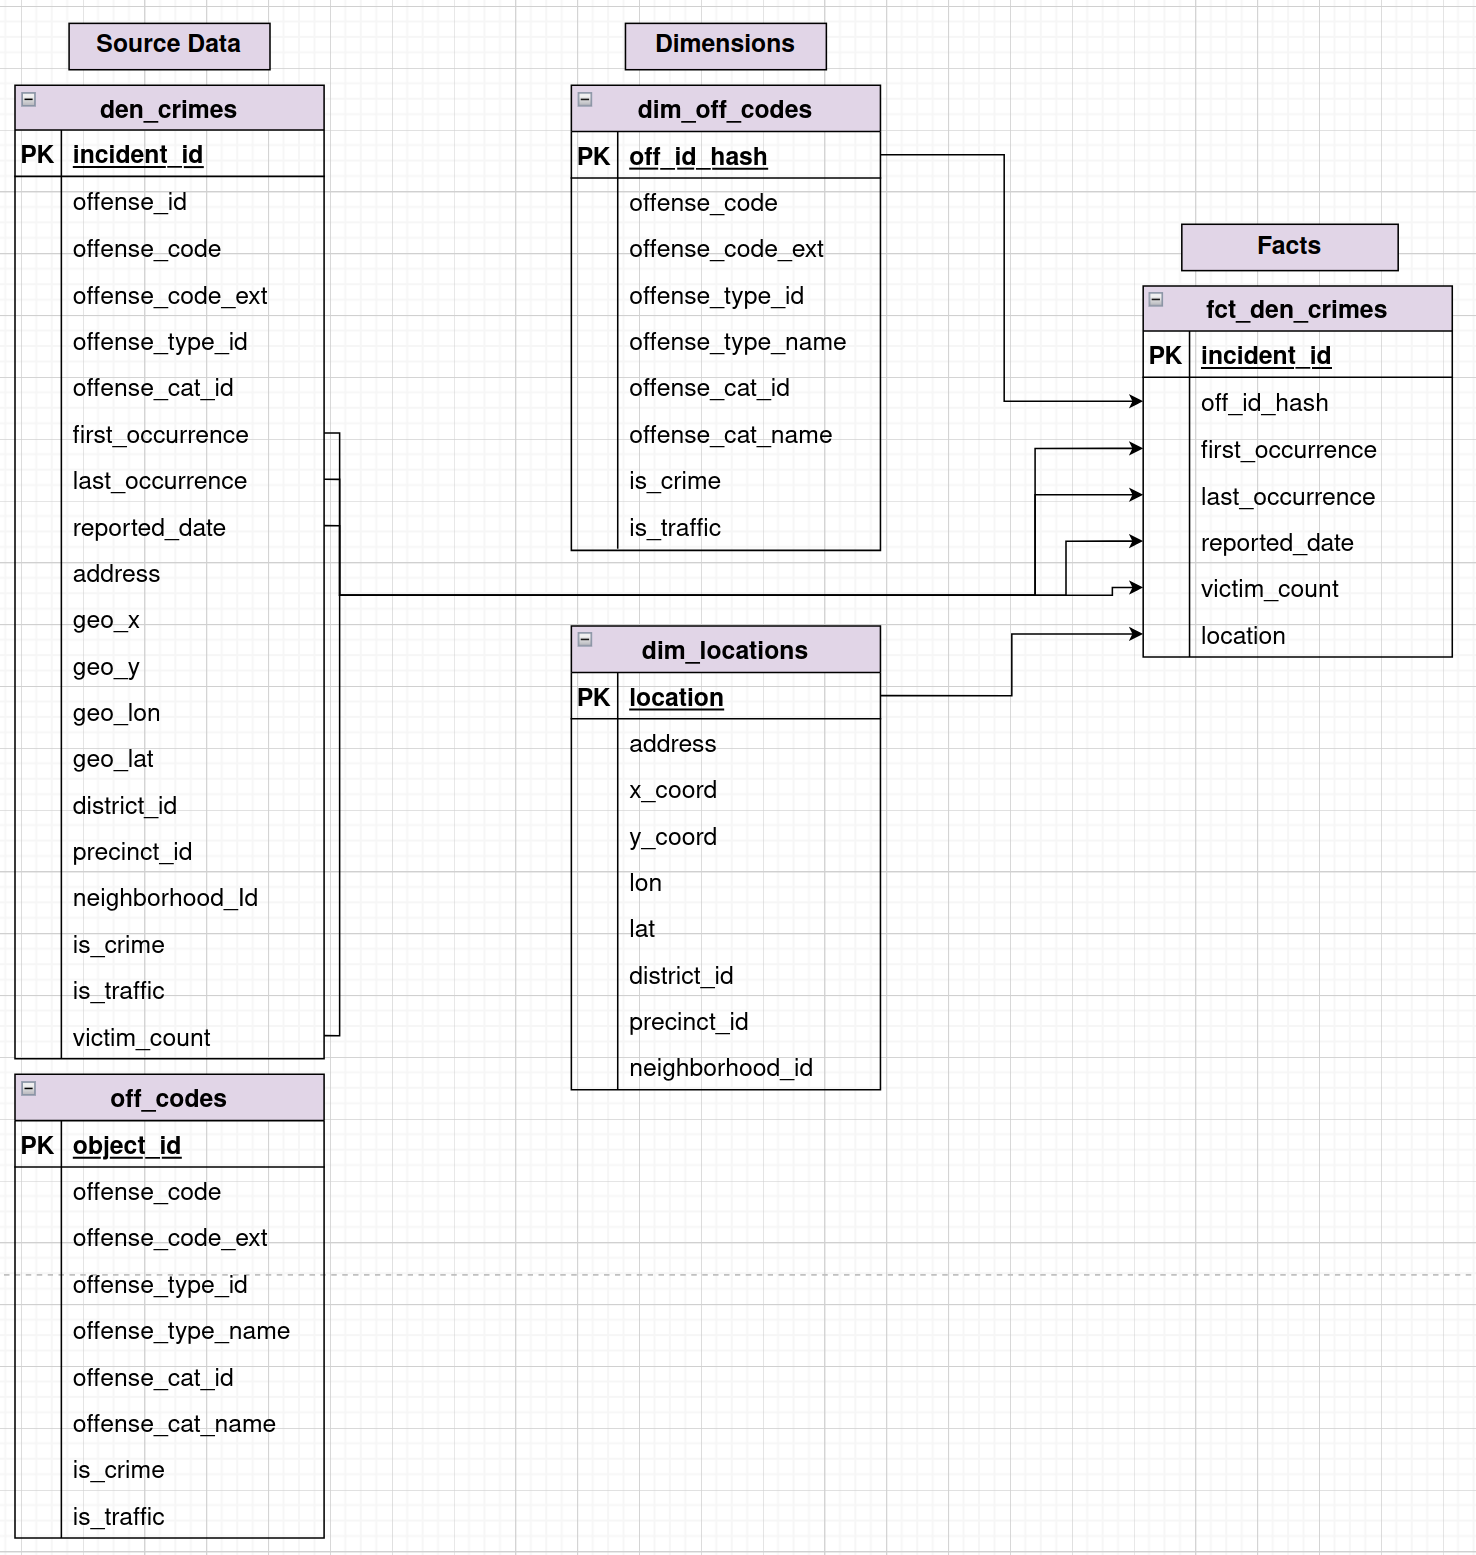 Source Data
den_crimes
PK incident_id
offense_id
offense_code
offense_code_ext
offense_type_id
offense_cat_id
first_occurrence
last_occurrence
reported_date
address
geo_x
geo_y
geo_lon
geo_lat
district_id
precinct_id
neighborhood_Id
is_crime
is_traffic
victim_count
off_codes
PK object_id
offense_code
offense_code_ext
offense_type_id
offense_type_name
offense_cat_id
offense_cat_name
is_crime
is_traffic
Dimensions
dim_off_codes
PK off_id_hash
offense_code
offense_code_ext
offense_type_id
offense_type_name
offense_cat_id
offense_cat_name
is_crime
is_traffic
dim_locations
PK location
address
x_coord
y_coord
lon
lat
district_id
precinct_id
neighborhood_id
Facts
fct_den_crimes
PK incident_id
off_id_hash
first_occurrence
last_occurrence
reported_date
victim_count
location